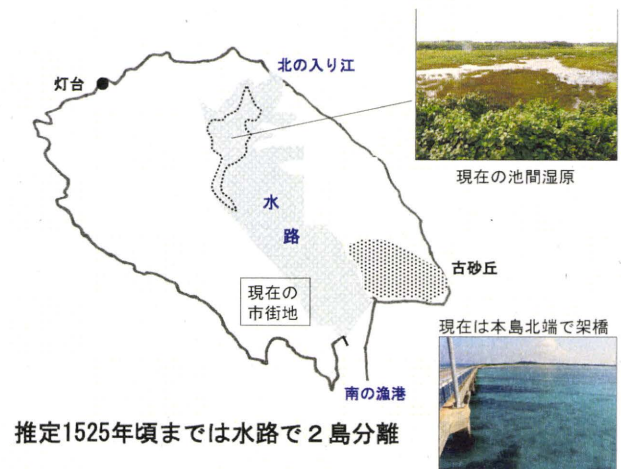 北の入り江
灯台
現在の池間湿原
水
路
古砂丘
現在の
市街地
現在は本島北端で架橋
南の漁港
推定1525年頃までは水路で２島分離